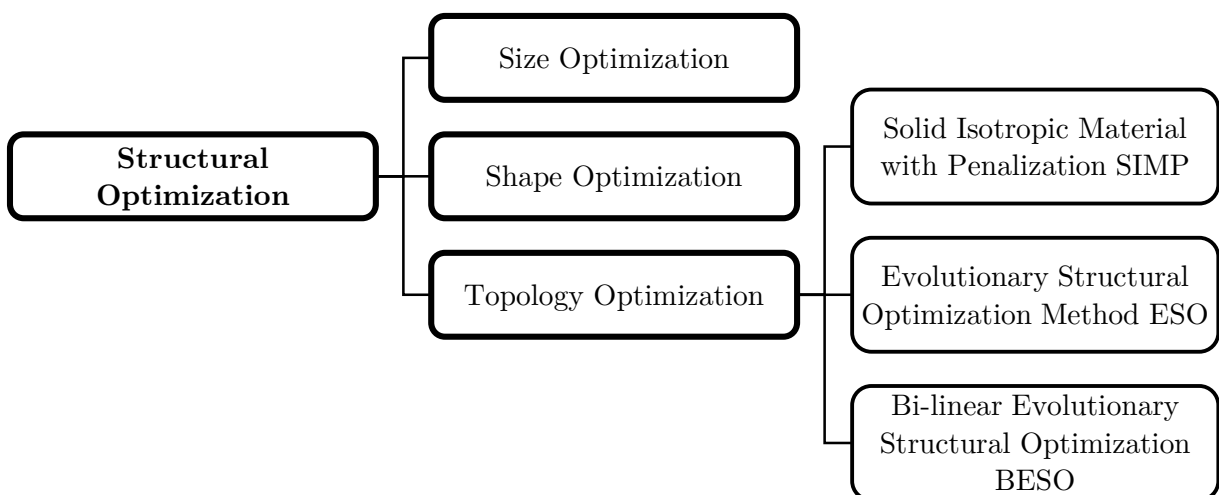 Structural
Optimization
Size Optimization
Shape Optimization
Topology Optimization
Solid Isotropic Material
with Penalization SIMP
Evolutionary Structural
Optimization Method ESO
Bi-linear Evolutionary
Structural Optimization
BESO